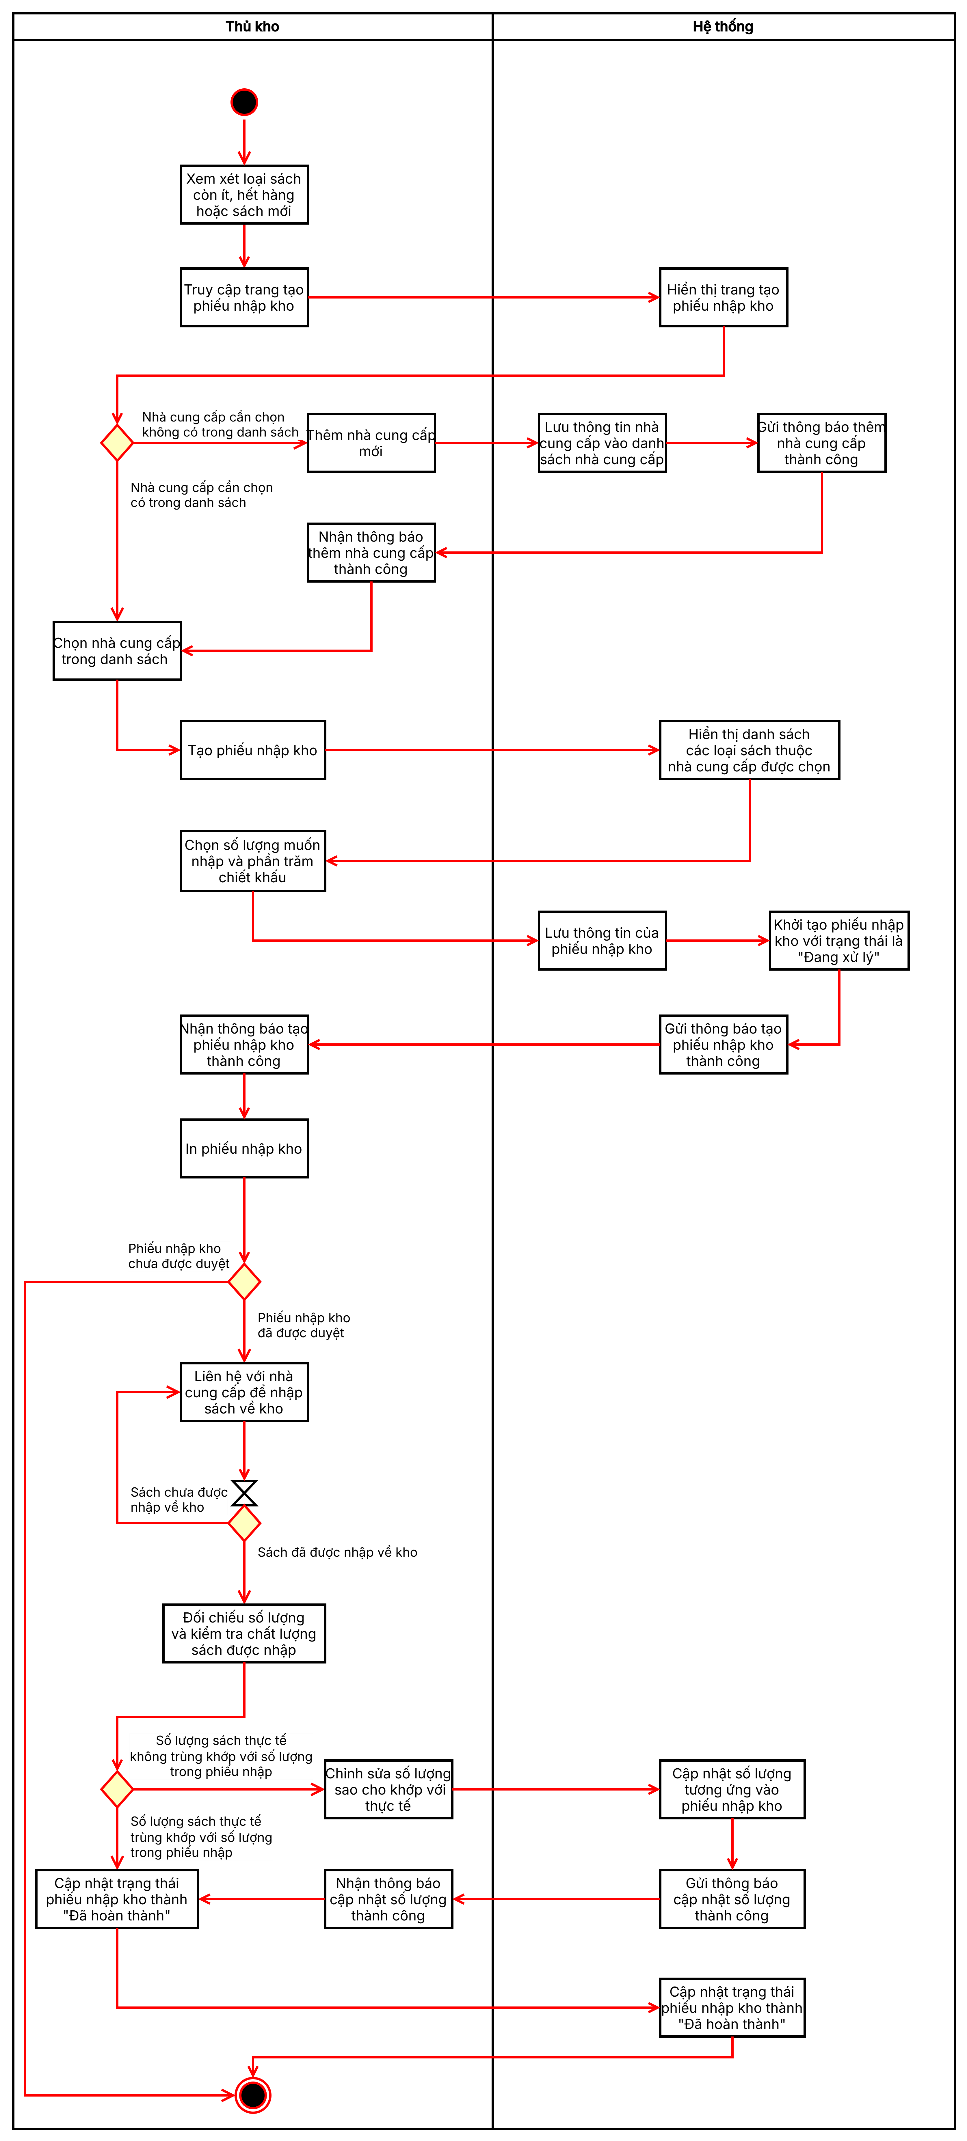 Thủ kho
Hệ thống
Xem xét loại sách
còn ít, hết hàng
hoặc sách mới
Truy cập trang tạo
phiếu nhập kho
Hiển thị trang tạo
phiếu nhập kho
Nhà cung cấp cần chọn
không có trong danh sách
Thêm nhà cung cấp
mới
Lưu thông tin nhà
cung cấp vào danh
sách nhà cung cấp
Gửi thông báo thêm
nhà cung cấp
thành công
Nhà cung cấp cần chọn
có trong danh sách
Nhận thông báo
thêm nhà cung cấp
thành công
Chọn nhà cung cấp
trong danh sách
Tạo phiếu nhập kho
Hiển thị danh sách
các loại sách thuộc
nhà cung cấp được chọn
Chọn số lượng muốn
nhập và phần trăm
chiết khấu
Lưu thông tin của
phiếu nhập kho
Khởi tạo phiếu nhập
kho với trạng thái là
"Đang xử lý"
Nhận thông báo tạo
phiếu nhập kho
thành công
Gửi thông báo tạo
phiếu nhập kho
thành công
In phiếu nhập kho
Phiếu nhập kho
chưa được duyệt
Phiếu nhập kho
đã được duyệt
Liên hệ với nhà
cung cấp để nhập
sách về kho
Sách chưa được
nhập về kho
Sách đã được nhập về kho
Đối chiếu số lượng
và kiểm tra chất lượng
sách được nhập
Số lượng sách thực tế
không trùng khớp với số lượng
trong phiếu nhập
Chỉnh sửa số lượng
sao cho khớp với
thực tế
Cập nhật số lượng
tương ứng vào
phiếu nhập kho
Số lượng sách thực tế
trùng khớp với số lượng
trong phiếu nhập
Cập nhật trạng thái
phiếu nhập kho thành
"Đã hoàn thành"
Nhận thông báo
cập nhật số lượng
thành công
Gửi thông báo
cập nhật số lượng
thành công
Cập nhật trạng thái
phiếu nhập kho thành
"Đã hoàn thành"